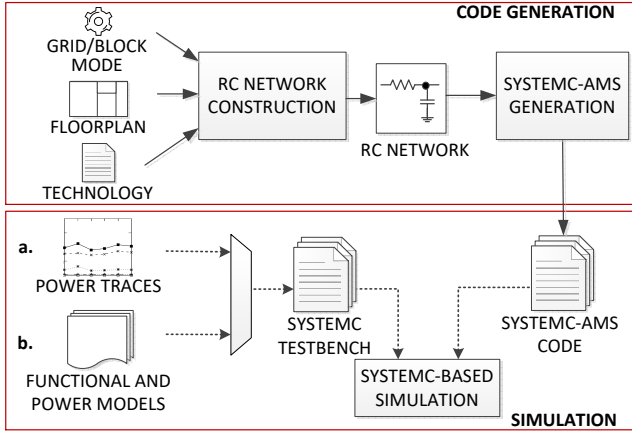 CODE GENERATION
GRID/BLOCK
MODE
FLOORPLAN
TECHNOLOGY
RC NETWORK
CONSTRUCTION
RC NETWORK
SYSTEMC-AMS
GENERATION
a.
POWER TRACES
b.
FUNCTIONAL AND
POWER MODELS
SYSTEMC
TESTBENCH
SYSTEMC-AMS
CODE
SYSTEMC-BASED
SIMULATION
SIMULATION